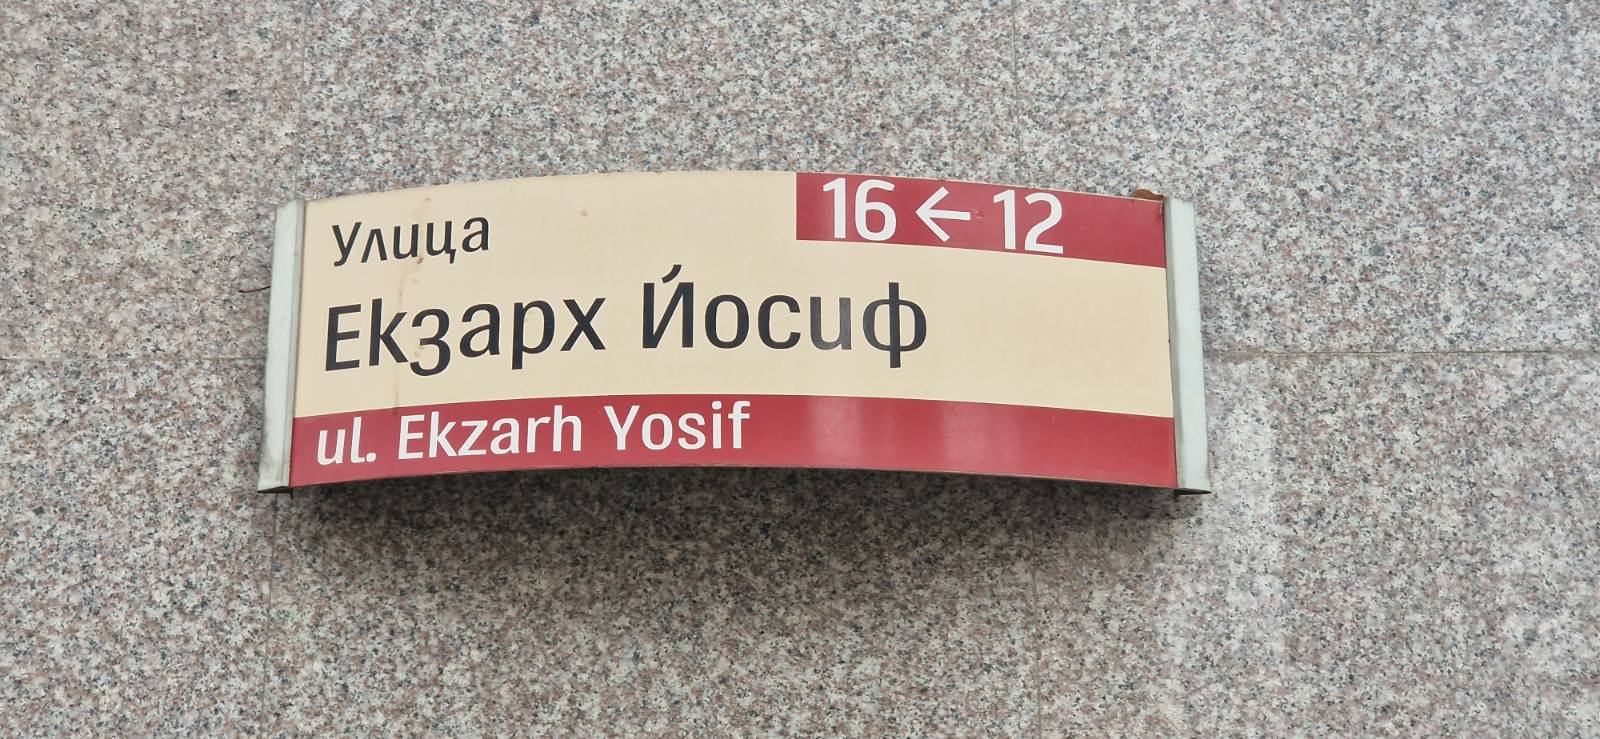 16 ← 12
Улица
Екзарх Йосиф
ul. Ekzarh Yosif